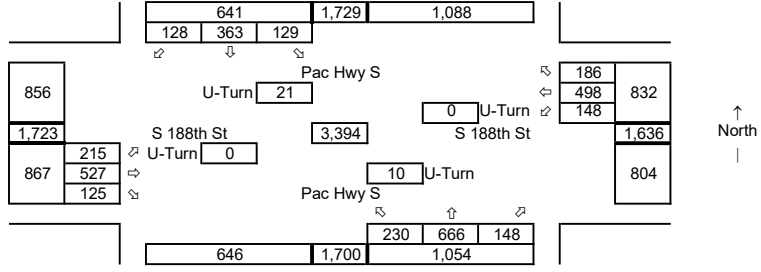 641 1,729 1,088
128 363 129
⬃ ⇩ ⬂
Pac Hwy S
⬁ 186
856 U-Turn 21 ⇦ 498 832
0 U-Turn ⬃ 148
1,723 S 188th St 3,394 S 188th St 1,636
215 ⬀ U-Turn 0
867 527 ⇨ 10 U-Turn 804
125 ⬂ Pac Hwy S
⬁ ⇧ ⬀
230 666 148
646 1,700 1,054
↑
North
|